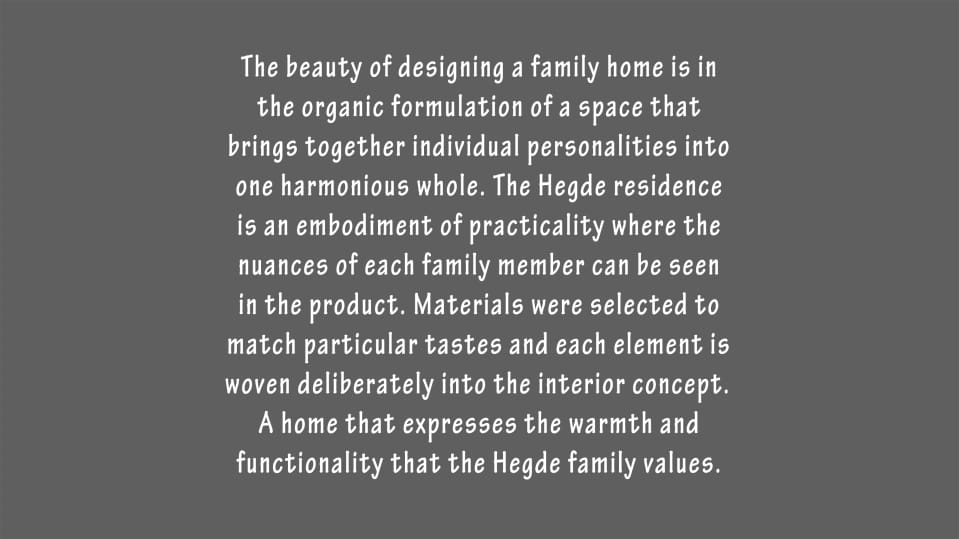 The beauty of designing a family home is in
the organic formulation of a space that
brings together individual personalities into
one harmonious whole. The Hegde residence
is an embodiment of practicality where the
nuances of each family member can be seen
in the product. Materials were selected to
match particular tastes and each element is
woven deliberately into the interior concept.
A home that expresses the warmth and
functionality that the Hegde family values.